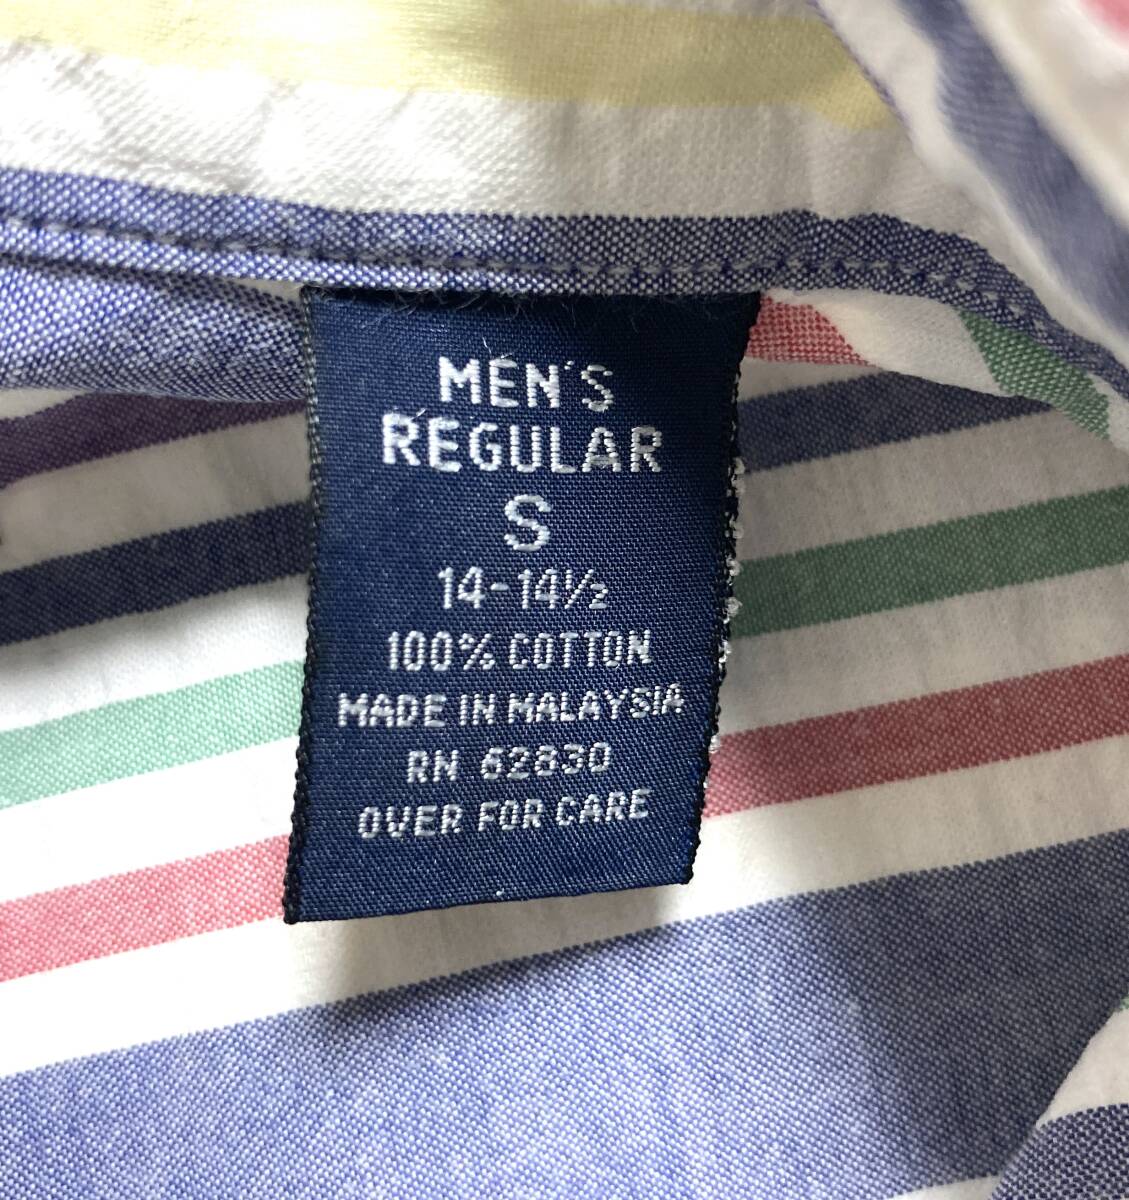 MEN'S
REGULAR
S
14-14½
100% COTTON
MADE IN MALAYSIA
RN 62830
OVER FOR CARE